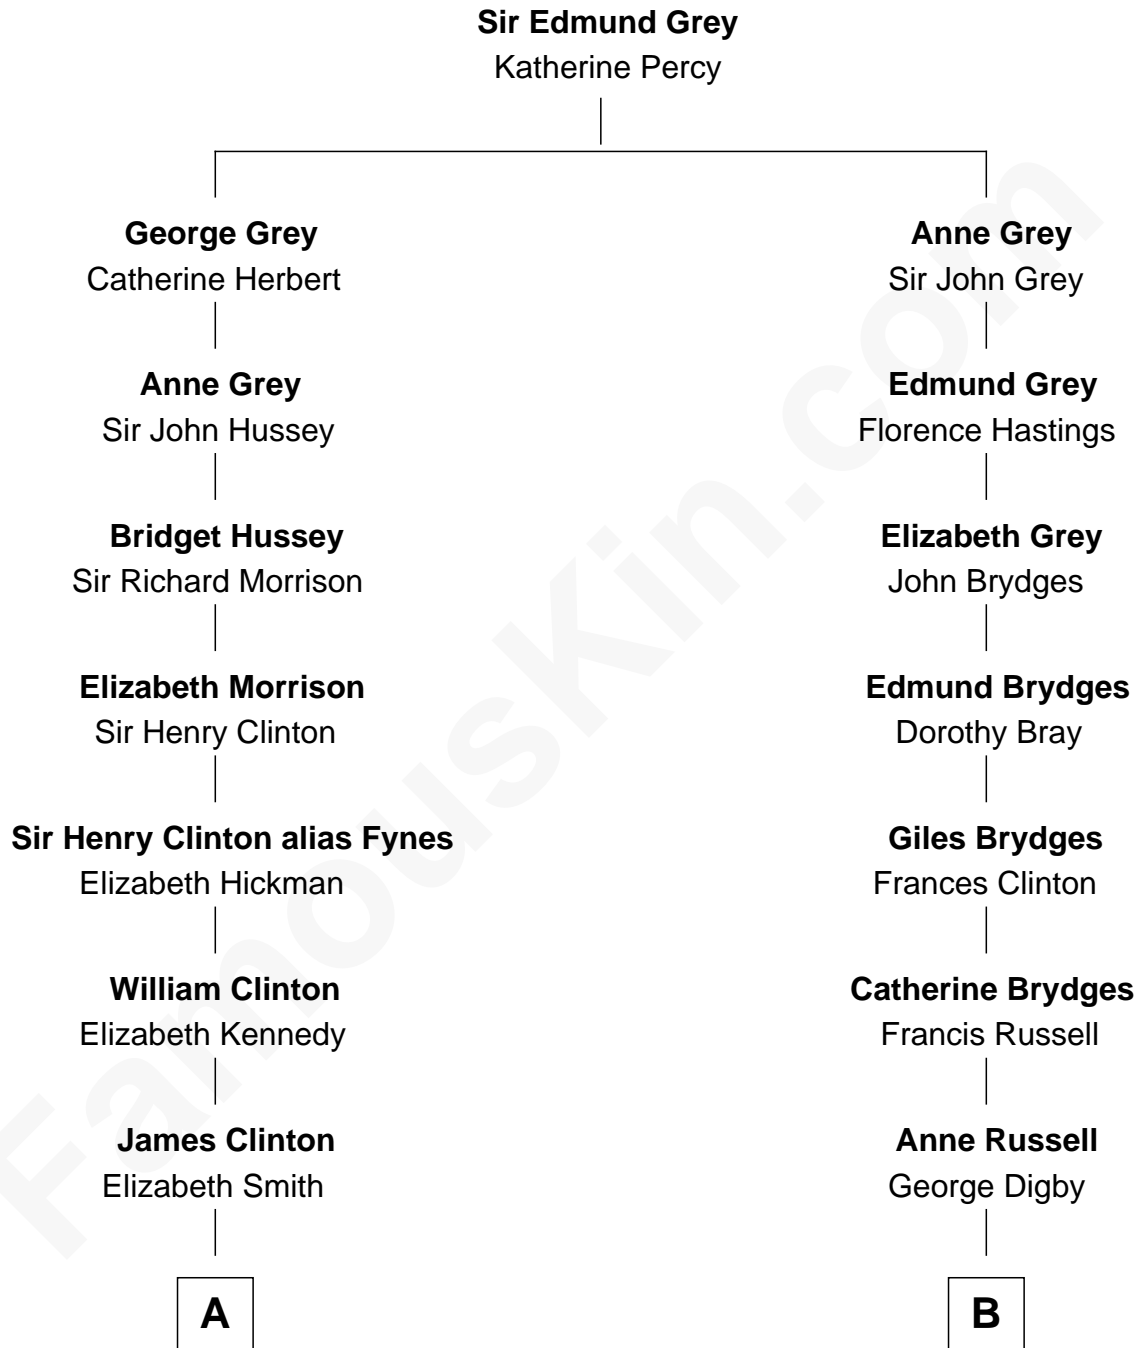 Sir Edmund Grey
Katherine Percy
George Grey
Catherine Herbert
Anne Grey
Sir John Hussey
Bridget Hussey
Sir Richard Morrison
Elizabeth Morrison
Sir Henry Clinton
Sir Henry Clinton alias Fynes
Elizabeth Hickman
William Clinton
Elizabeth Kennedy
James Clinton
Elizabeth Smith
A
Anne Grey
Sir John Grey
Edmund Grey
Florence Hastings
Elizabeth Grey
John Brydges
Edmund Brydges
Dorothy Bray
Giles Brydges
Frances Clinton
Catherine Brydges
Francis Russell
Anne Russell
George Digby
B
FamousKin.com